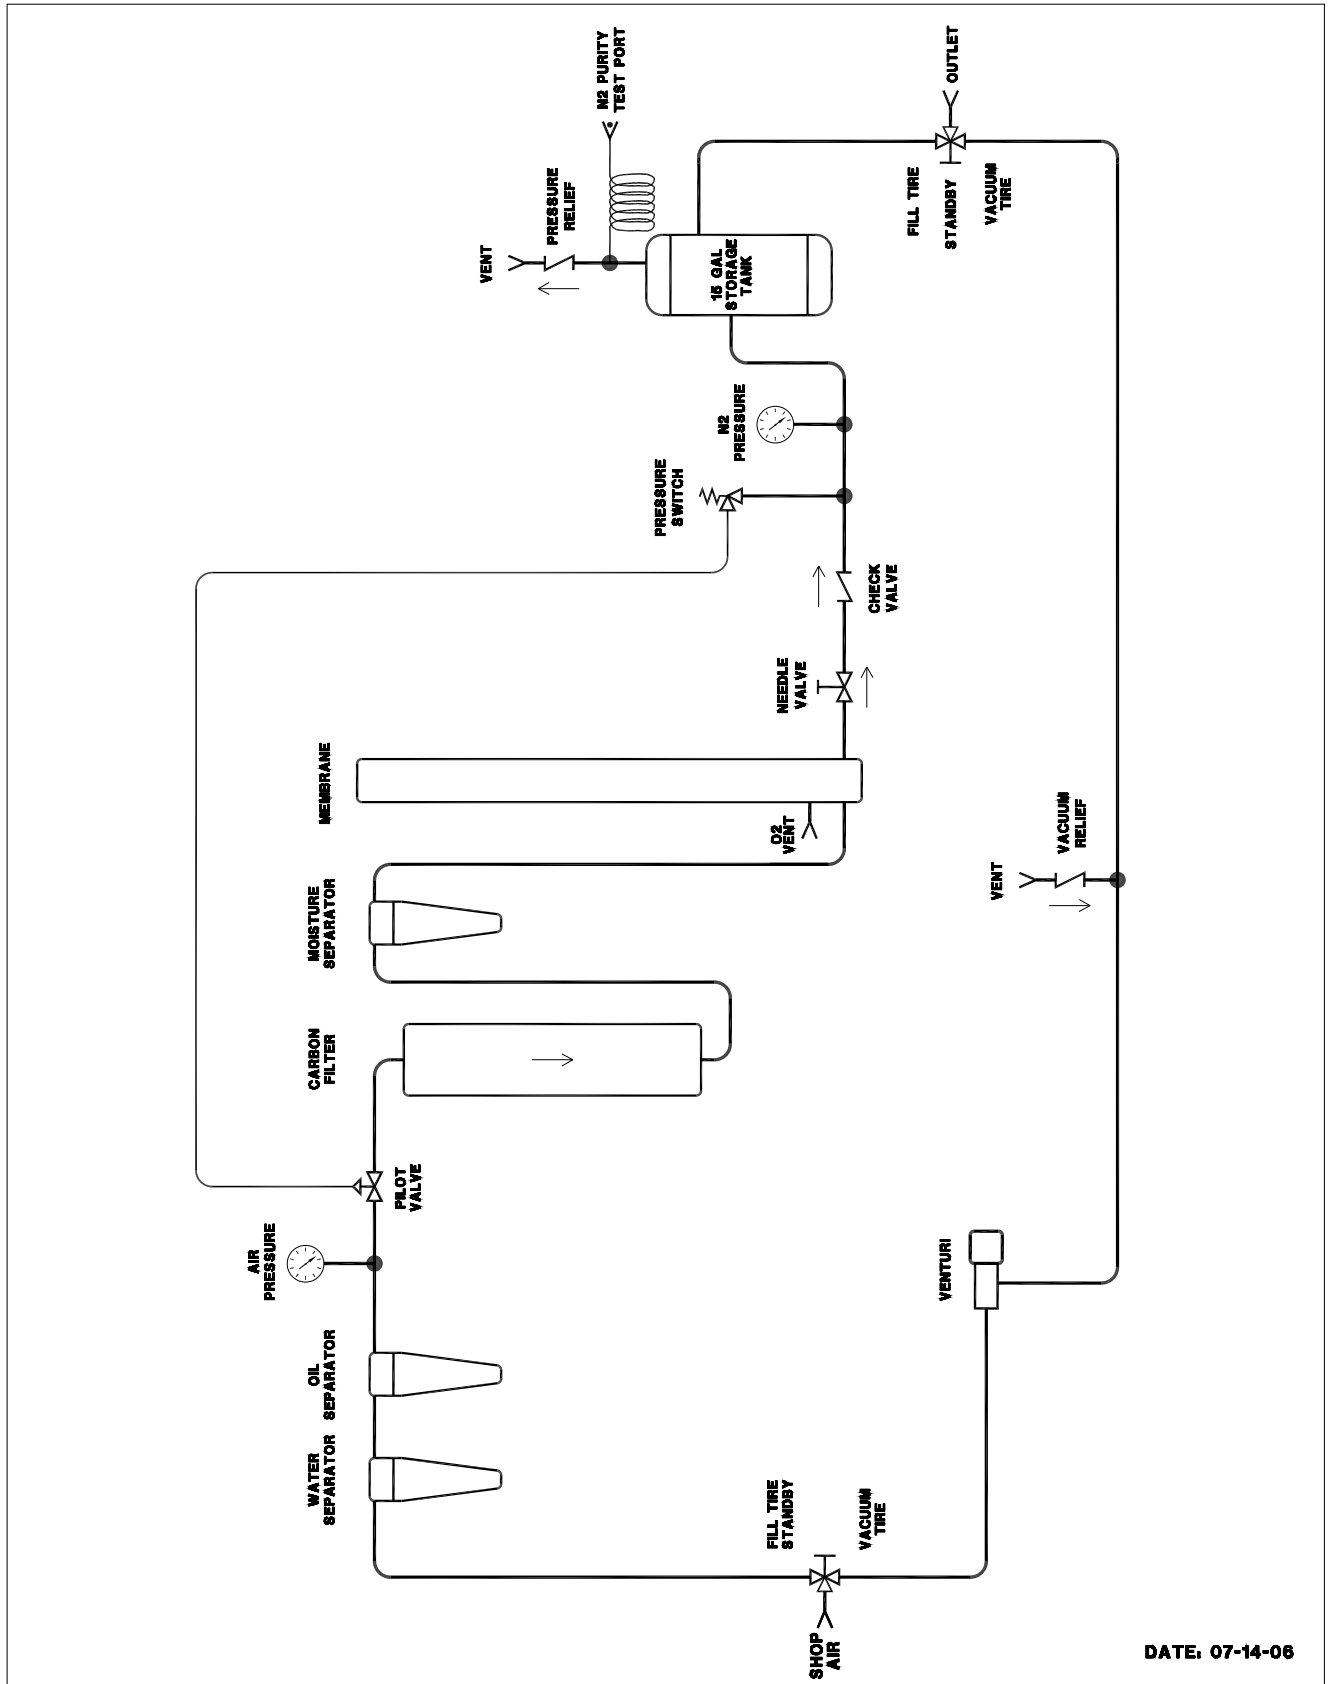 N2 PURITY
TEST PORT
OUTLET
PRESSURE
RELIEF
VENT
15 GAL
STORAGE
TANK
FILL TIRE
STANDBY
VACUUM
TIRE
N2
PRESSURE
PRESSURE
SWITCH
CHECK
VALVE
NEEDLE
VALVE
MEMBRANE
O2
VENT
VACUUM
RELIEF
VENT
MOISTURE
SEPARATOR
CARBON
FILTER
PILOT
VALVE
AIR
PRESSURE
VENTURI
OIL
SEPARATOR
WATER
SEPARATOR
FILL TIRE
STANDBY
VACUUM
TIRE
SHOP
AIR
DATE: 07-14-06